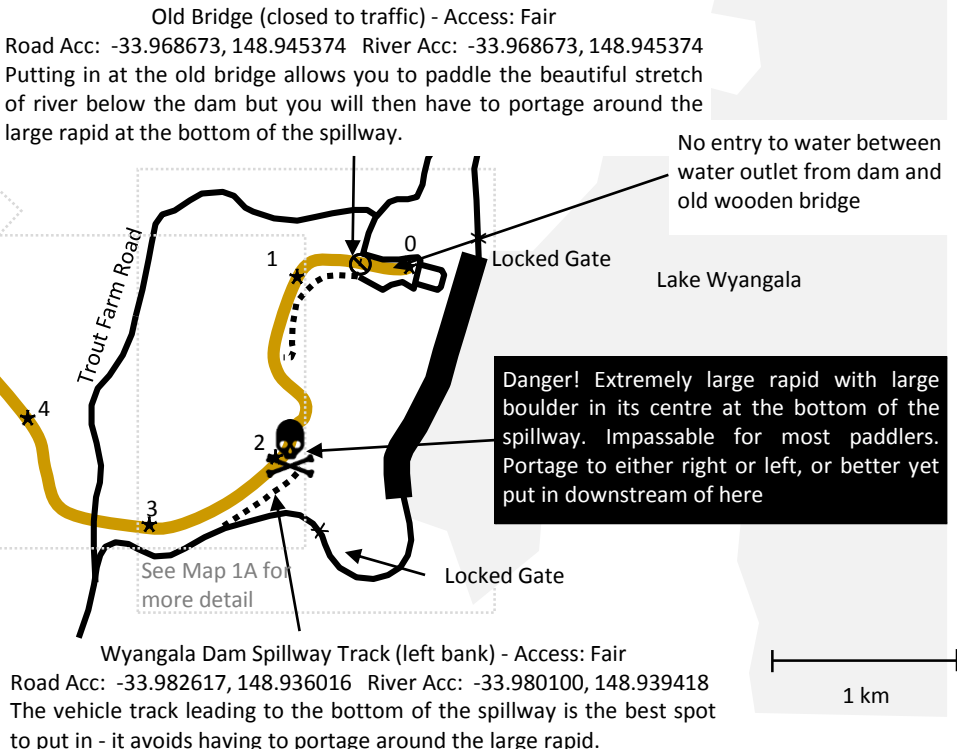 Old Bridge (closed to traffic) - Access: Fair
Road Acc: -33.968673, 148.945374 River Acc: -33.968673, 148.945374
Putting in at the old bridge allows you to paddle the beautiful stretch
of river below the dam but you will then have to portage around the
large rapid at the bottom of the spillway.
No entry to water between
water outlet from dam and
old wooden bridge
0
1
Locked Gate
Lake Wyangala
Trout Farm Road
Danger! Extremely large rapid with large
boulder in its centre at the bottom of the
spillway. Impassable for most paddlers.
Portage to either right or left, or better yet
put in downstream of here
4
2
3
See Map 1A for
more detail
Locked Gate
Wyangala Dam Spillway Track (left bank) - Access: Fair
Road Acc: -33.982617, 148.936016 River Acc: -33.980100, 148.939418
The vehicle track leading to the bottom of the spillway is the best spot
to put in - it avoids having to portage around the large rapid.
1 km